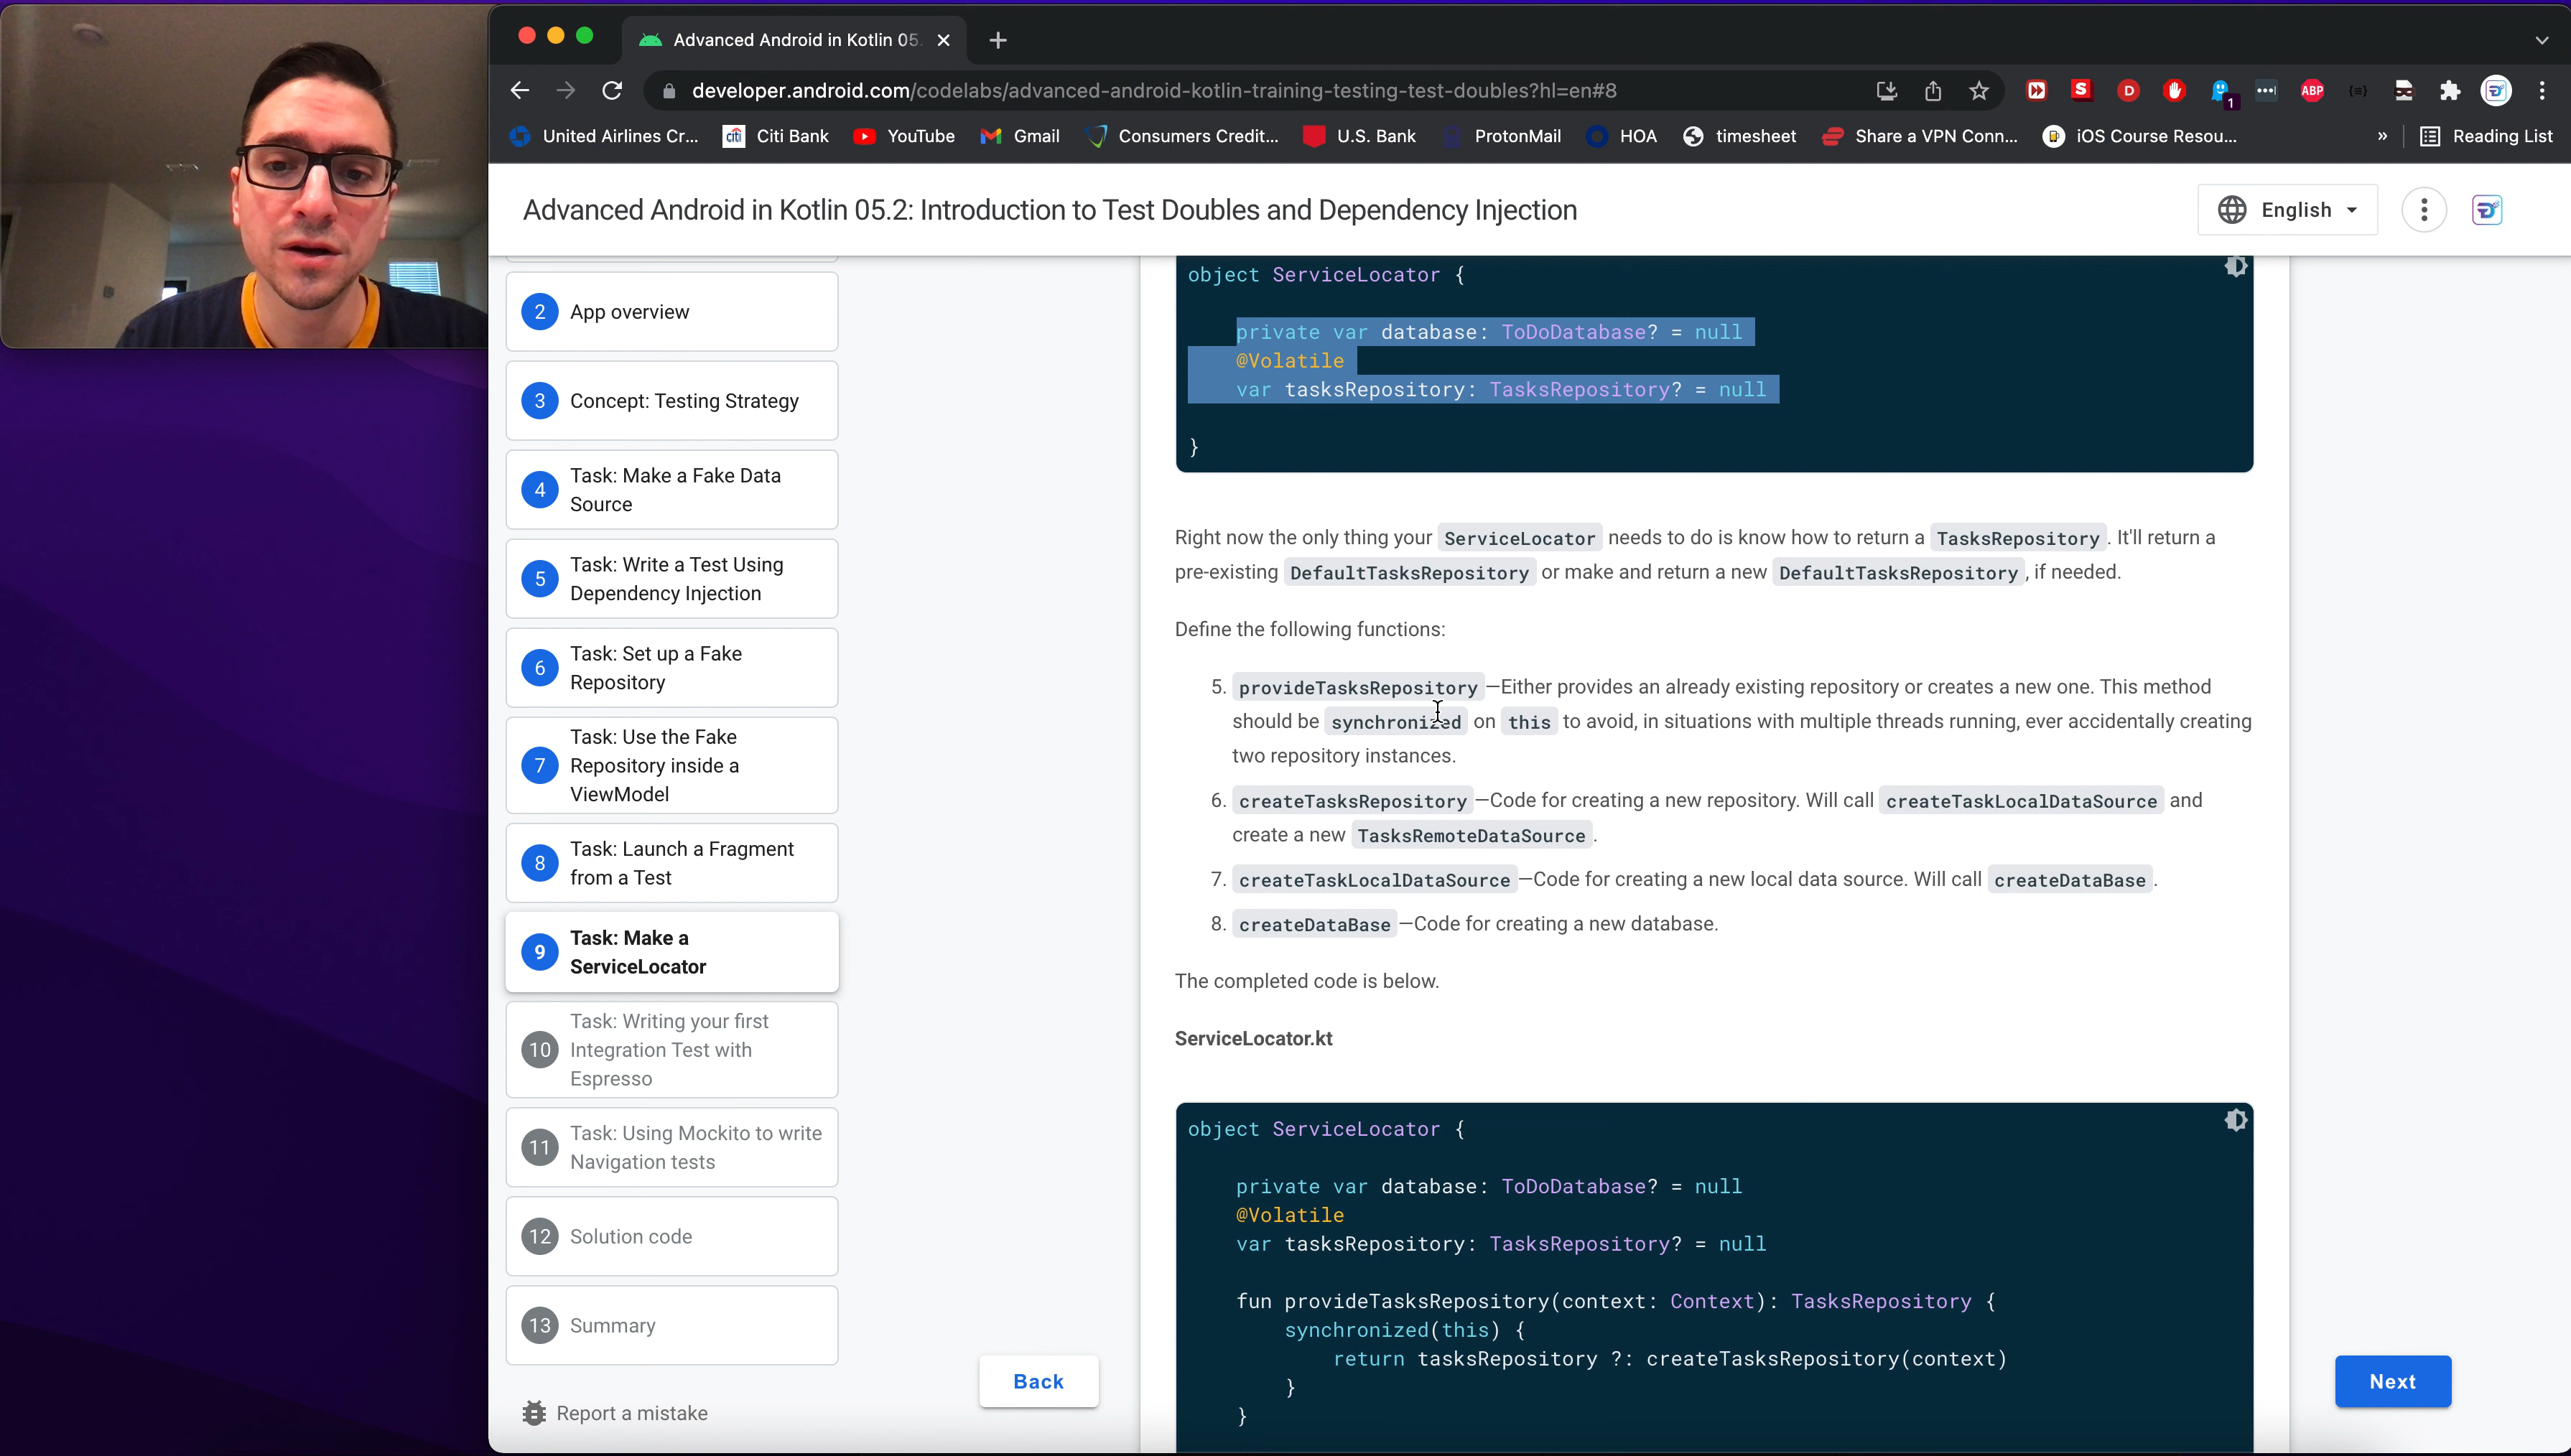 Advanced Android in Kotlin 05.
developer.android.com/codelabs/advanced-android-kotlin-training-testing-test-doubles?hl=en#8
S
D
1
ABP
United Airlines Cr...
citi
Citi Bank
YouTube
Gmail
Consumers Credit...
U.S. Bank
ProtonMail
HOA
timesheet
Share a VPN Conn...
iOS Course Resou...
»
Reading List
Advanced Android in Kotlin 05.2: Introduction to Test Doubles and Dependency Injection
English
2 App overview
3 Concept: Testing Strategy
4 Task: Make a Fake Data
Source
5 Task: Write a Test Using
Dependency Injection
6 Task: Set up a Fake
Repository
7 Task: Use the Fake
Repository inside a
ViewModel
8 Task: Launch a Fragment
from a Test
9 Task: Make a
ServiceLocator
10 Task: Writing your first
Integration Test with
Espresso
11 Task: Using Mockito to write
Navigation tests
12 Solution code
13 Summary
Report a mistake
object ServiceLocator {
private var database: ToDoDatabase? = null
@Volatile
var tasksRepository: TasksRepository? = null
}
Right now the only thing your ServiceLocator needs to do is know how to return a TasksRepository. It'll return a
pre-existing DefaultTasksRepository or make and return a new DefaultTasksRepository, if needed.
Define the following functions:
5. provideTasksRepository—Either provides an already existing repository or creates a new one. This method
should be synchronized on this to avoid, in situations with multiple threads running, ever accidentally creating
two repository instances.
6. createTasksRepository—Code for creating a new repository. Will call createTaskLocalDataSource and
create a new TasksRemoteDataSource.
7. createTaskLocalDataSource—Code for creating a new local data source. Will call createDataBase.
8. createDataBase—Code for creating a new database.
The completed code is below.
ServiceLocator.kt
object ServiceLocator {
private var database: ToDoDatabase? = null
@Volatile
var tasksRepository: TasksRepository? = null
fun provideTasksRepository(context: Context): TasksRepository {
synchronized(this) {
return tasksRepository ?: createTasksRepository(context)
}
}
Back
Next